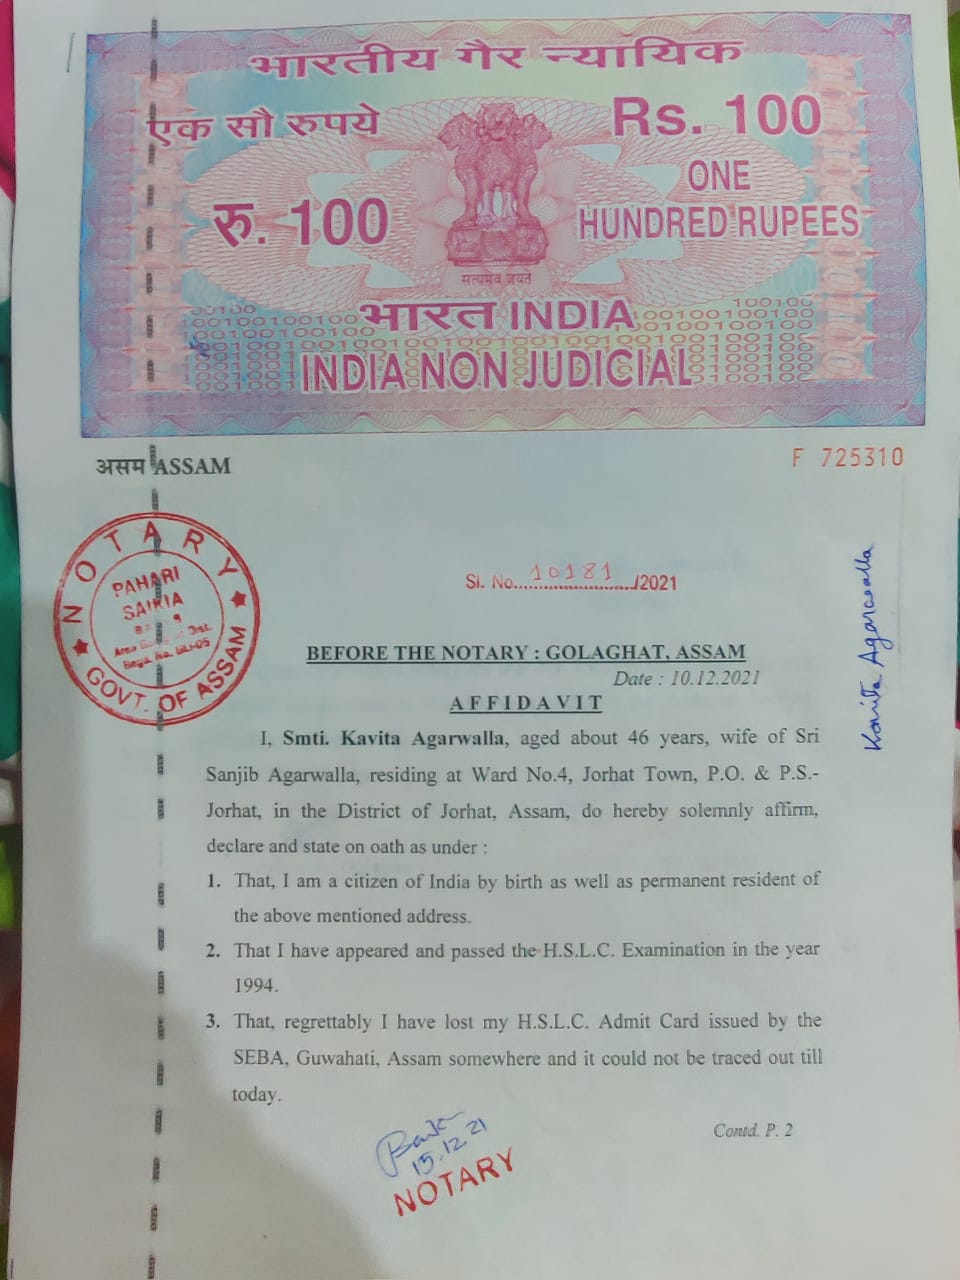 भारतीय गैर न्यायिक
एक सौ रुपये
Rs. 100
रु. 100
ONE
HUNDRED RUPEES
सत्यमेव जयते
भारत INDIA
INDIA NON JUDICIAL
असम ASSAM
F 725310
NOTARY
GOVT. OF ASSAM
PAHARI
SAIKIA
Regd. No. GLI-05
Sl. No. 10181 /2021
Kavita Agarwalla
BEFORE THE NOTARY : GOLAGHAT, ASSAM
Date : 10.12.2021
AFFIDAVIT
I, Smti. Kavita Agarwalla, aged about 46 years, wife of Sri
Sanjib Agarwalla, residing at Ward No.4, Jorhat Town, P.O. & P.S.-
Jorhat, in the District of Jorhat, Assam, do hereby solemnly affirm,
declare and state on oath as under :
1. That, I am a citizen of India by birth as well as permanent resident of
the above mentioned address.
2. That I have appeared and passed the H.S.L.C. Examination in the year
1994.
3. That, regrettably I have lost my H.S.L.C. Admit Card issued by the
SEBA, Guwahati, Assam somewhere and it could not be traced out till
today.
Contd. P. 2
NOTARY